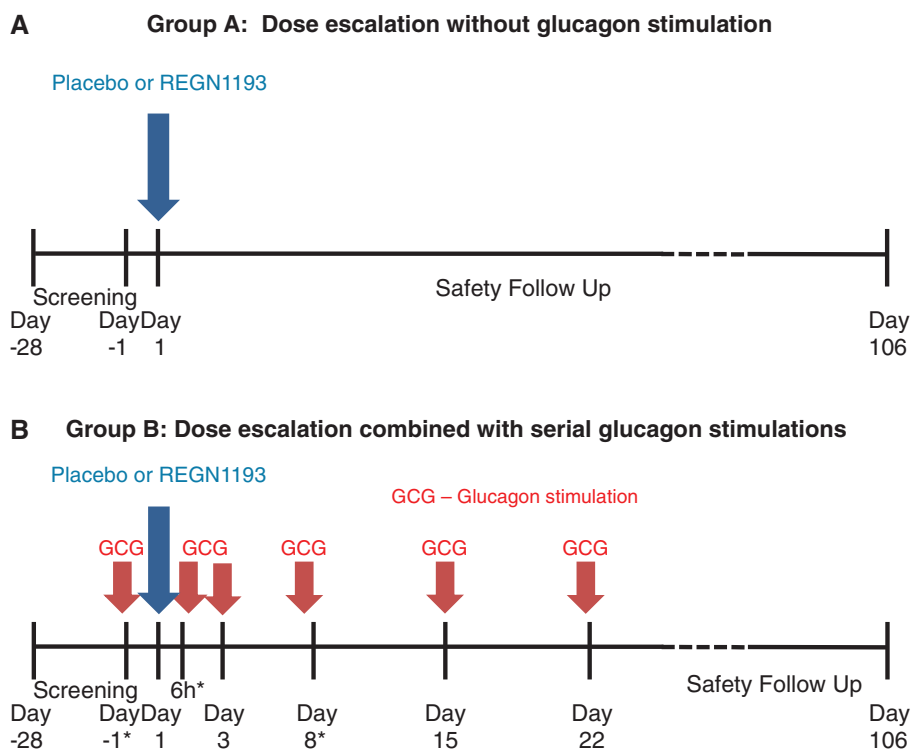 A Group A: Dose escalation without glucagon stimulation
Placebo or REGN1193
Screening
Safety Follow Up
Day Day Day Day
-28 -1 1 106
B Group B: Dose escalation combined with serial glucagon stimulations
Placebo or REGN1193
GCG – Glucagon stimulation
GCG GCG GCG GCG GCG
Screening 6h* Safety Follow Up
Day Day Day Day Day Day Day Day
-28 -1* 1 3 8* 15 22 106